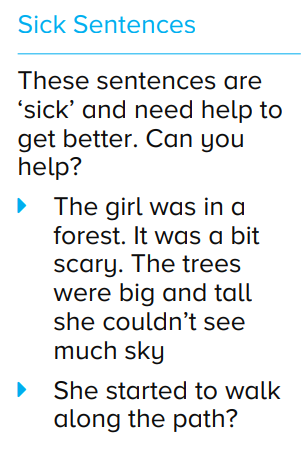 Sick Sentences
These sentences are
‘sick’ and need help to
get better. Can you
help?
The girl was in a
forest. It was a bit
scary. The trees
were big and tall
she couldn’t see
much sky
She started to walk
along the path?